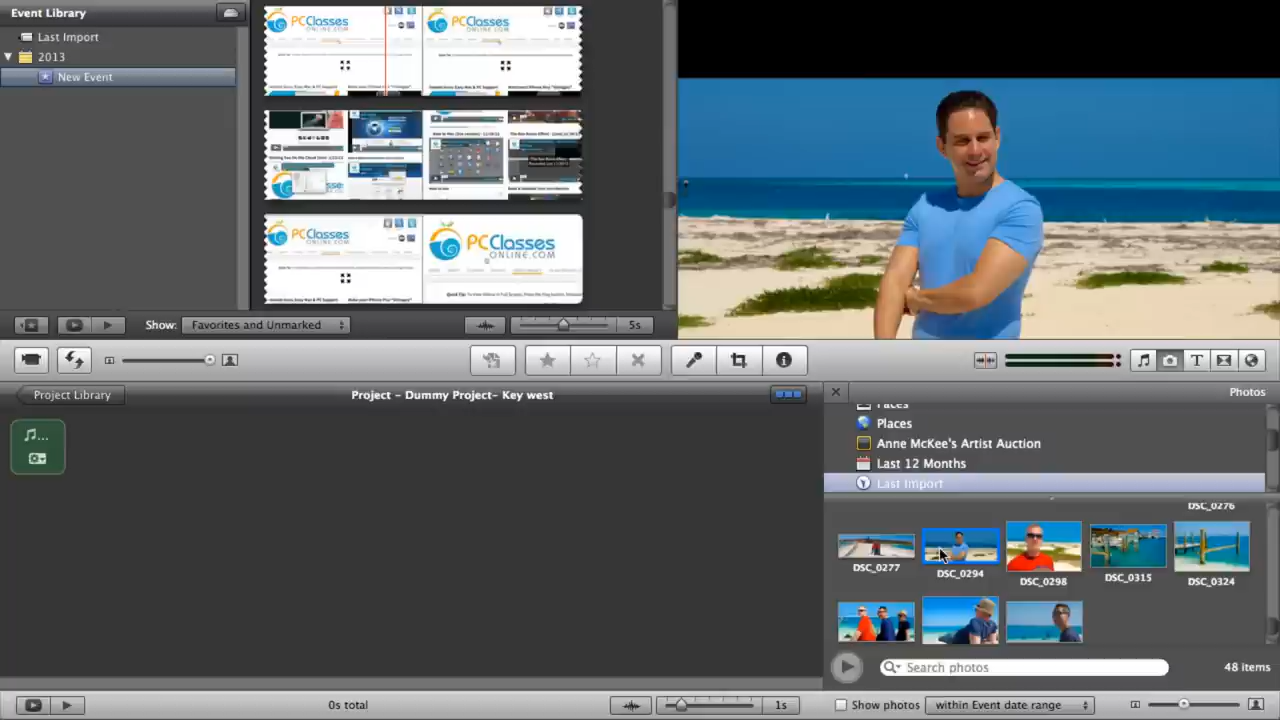 Event Library
Last Import
2013
New Event
PCClasses
ONLINE.COM
PCClasses
ONLINE.COM
PCClasses
ONLINE.COM
PCClasses
ONLINE.COM
Show: Favorites and Unmarked
5s
Project Library
Project – Dummy Project- Key west
Photos
Faces
Places
Anne McKee's Artist Auction
Last 12 Months
Last Import
DSC_0276
DSC_0277
DSC_0294
DSC_0298
DSC_0315
DSC_0324
Search photos
48 items
0s total
1s
Show photos
within Event date range